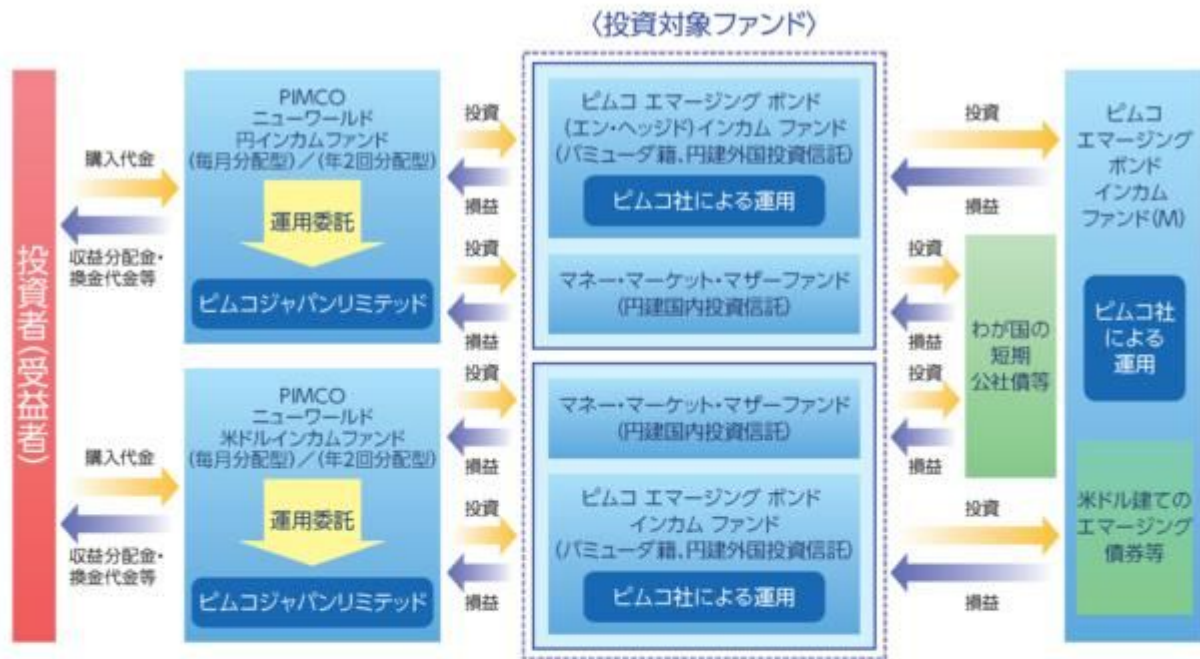 〈投資対象ファンド〉
投資者(受益者)
購入代金
収益分配金・
換金代金等
PIMCO
ニューワールド
円インカムファンド
(毎月分配型)/(年2回分配型)
運用委託
ピムコジャパンリミテッド
投資
損益
投資
損益
ピムコ エマージング ボンド
(エン・ヘッジド)インカム ファンド
(バミューダ籍、円建外国投資信託)
ピムコ社による運用
マネー・マーケット・マザーファンド
(円建国内投資信託)
投資
損益
投資
損益
購入代金
収益分配金・
換金代金等
PIMCO
ニューワールド
米ドルインカムファンド
(毎月分配型)/(年2回分配型)
運用委託
ピムコジャパンリミテッド
投資
損益
投資
損益
マネー・マーケット・マザーファンド
(円建国内投資信託)
ピムコ エマージング ボンド
インカム ファンド
(バミューダ籍、円建外国投資信託)
ピムコ社による運用
投資
損益
投資
損益
わが国の
短期
公社債等
ピムコ
エマージング
ボンド
インカム
ファンド(M)
ピムコ社
による
運用
米ドル建ての
エマージング
債券等